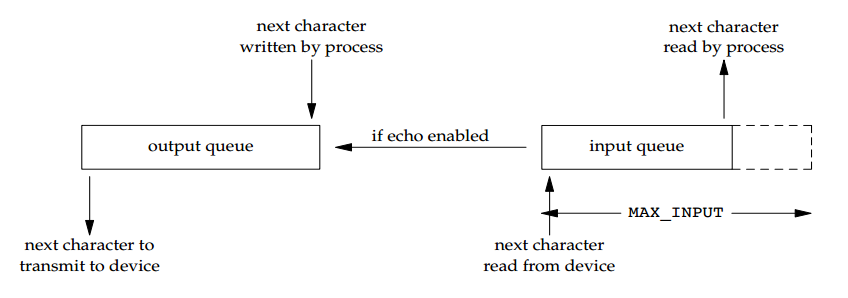 next character
written by process
next character
read by process
output queue
if echo enabled
input queue
MAX_INPUT
next character to
transmit to device
next character
read from device